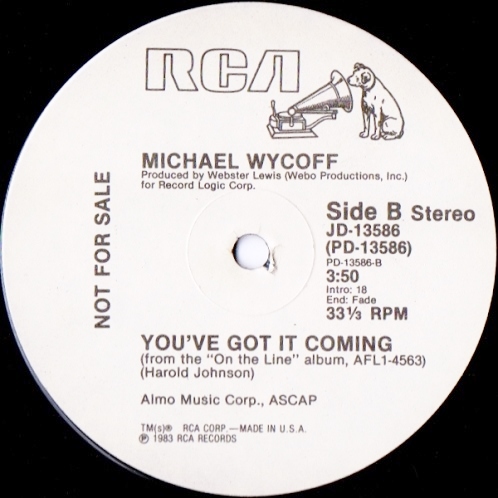 RCA
MICHAEL WYCOFF
Produced by Webster Lewis (Webo Productions, Inc.)
for Record Logic Corp.
NOT FOR SALE
Side B Stereo
JD-13586
(PD-13586)
PD-13586-B
3:50
Intro: 18
End: Fade
33⅓ RPM
YOU'VE GOT IT COMING
(from the "On the Line" album, AFL1-4563)
(Harold Johnson)
Almo Music Corp., ASCAP
TM(s)® RCA CORP.—MADE IN U.S.A.
℗ 1983 RCA RECORDS